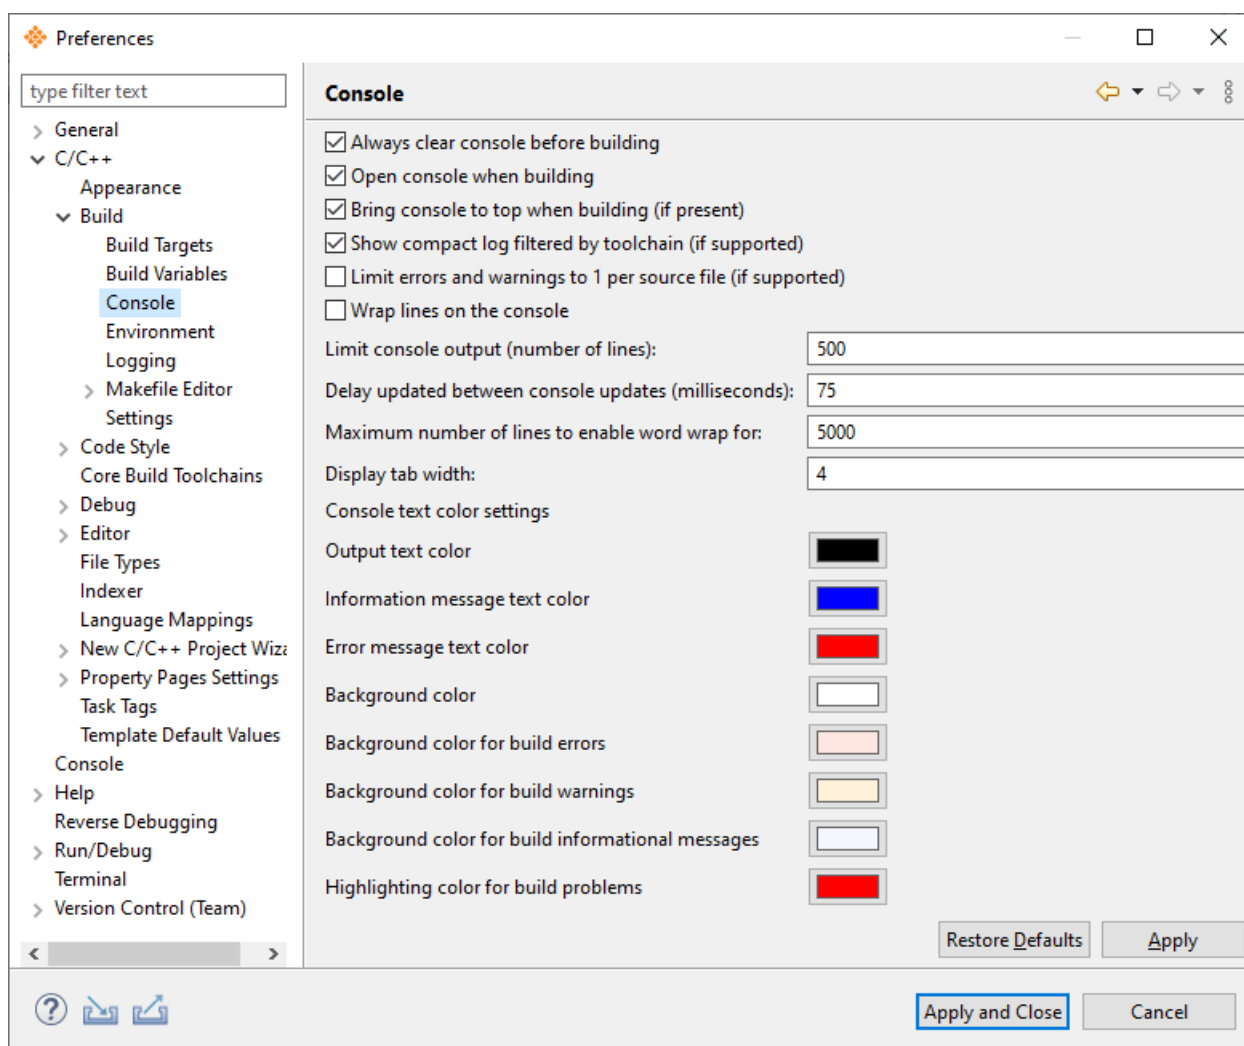 Preferences
type filter text
General
C/C++
Appearance
Build
Build Targets
Build Variables
Console
Environment
Logging
Makefile Editor
Settings
Code Style
Core Build Toolchains
Debug
Editor
File Types
Indexer
Language Mappings
New C/C++ Project Wiza
Property Pages Settings
Task Tags
Template Default Values
Console
Help
Reverse Debugging
Run/Debug
Terminal
Version Control (Team)
Console
Always clear console before building
Open console when building
Bring console to top when building (if present)
Show compact log filtered by toolchain (if supported)
Limit errors and warnings to 1 per source file (if supported)
Wrap lines on the console
Limit console output (number of lines): 500
Delay updated between console updates (milliseconds): 75
Maximum number of lines to enable word wrap for: 5000
Display tab width: 4
Console text color settings
Output text color
Information message text color
Error message text color
Background color
Background color for build errors
Background color for build warnings
Background color for build informational messages
Highlighting color for build problems
Restore Defaults Apply
Apply and Close Cancel